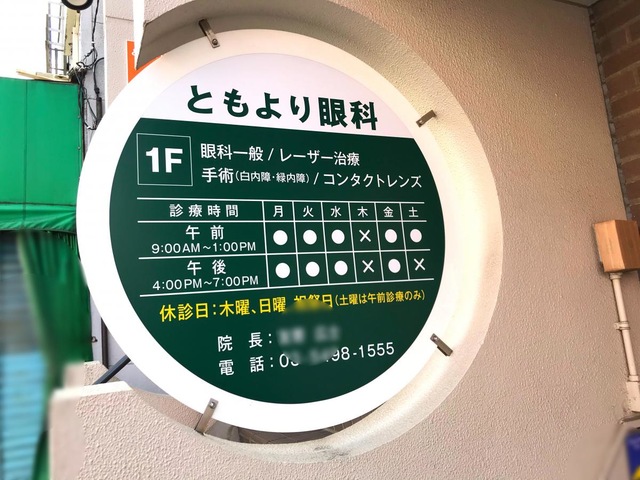 ともより眼科
1F
眼科一般 / レーザー治療
手術(白内障・緑内障) / コンタクトレンズ
診療時間 月 火 水 木 金 土
午前 9:00AM～1:00PM ● ● ● × ● ●
午後 4:00PM～7:00PM ● ● ● × ● ×
休診日：木曜、日曜、祝祭日(土曜は午前診療のみ)
院長：
電話：03 498-1555